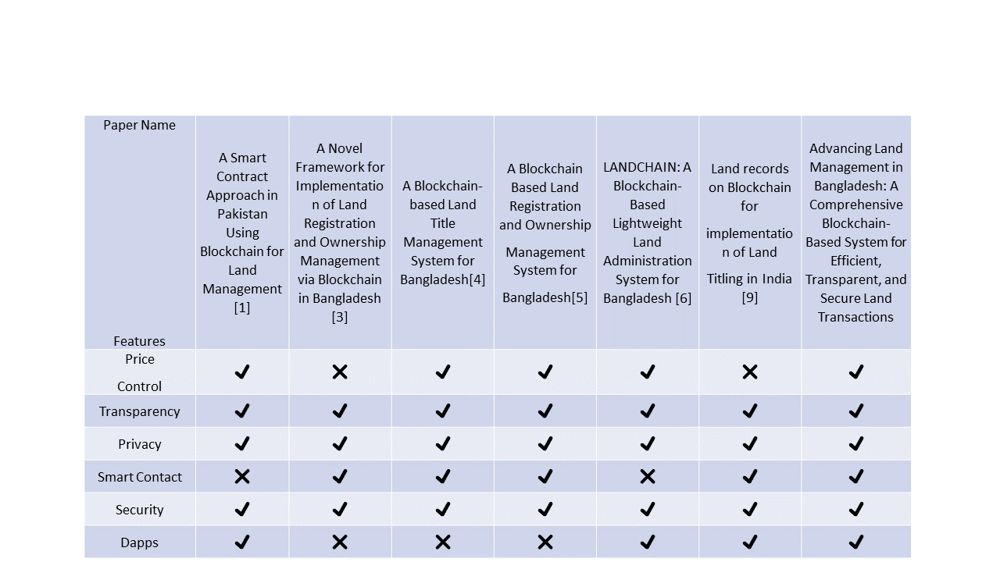 Paper Name
Features
A Smart
Contract
Approach in
Pakistan
Using
Blockchain for
Land
Management
[1]
A Novel
Framework for
Implementatio
n of Land
Registration
and Ownership
Management
via Blockchain
in Bangladesh
[3]
A Blockchain-
based Land
Title
Management
System for
Bangladesh[4]
A Blockchain
Based Land
Registration
and Ownership
Management
System for
Bangladesh[5]
LANDCHAIN: A
Blockchain-
Based
Lightweight
Land
Administration
System for
Bangladesh [6]
Land records
on Blockchain
for
implementatio
n of Land
Titling in India
[9]
Advancing Land
Management in
Bangladesh: A
Comprehensive
Blockchain-
Based System for
Efficient,
Transparent, and
Secure Land
Transactions
Price
Control
✔ ✖ ✔ ✔ ✔ ✖ ✔
Transparency ✔ ✔ ✔ ✔ ✔ ✔ ✔
Privacy ✔ ✔ ✔ ✔ ✔ ✔ ✔
Smart Contact ✖ ✔ ✔ ✔ ✖ ✔ ✔
Security ✔ ✔ ✔ ✔ ✔ ✔ ✔
Dapps ✔ ✖ ✖ ✖ ✔ ✔ ✔